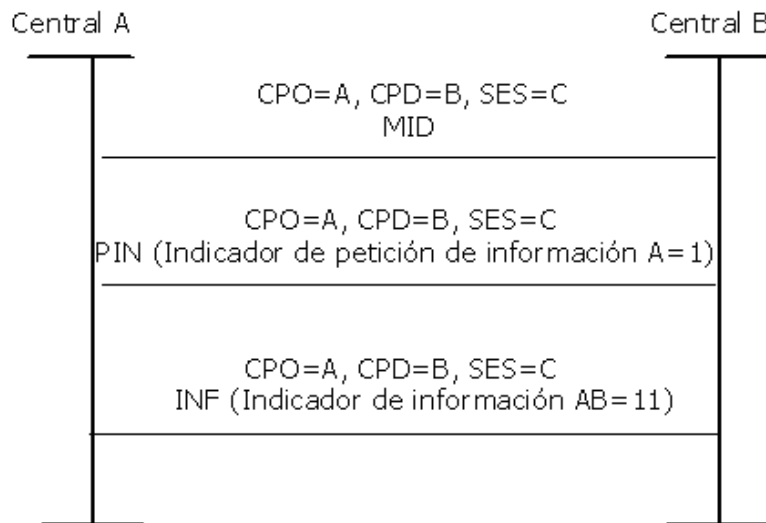 Central A
Central B
CPO=A, CPD=B, SES=C
MID
CPO=A, CPD=B, SES=C
PIN (Indicador de petición de información A=1)
CPO=A, CPD=B, SES=C
INF (Indicador de información AB=11)